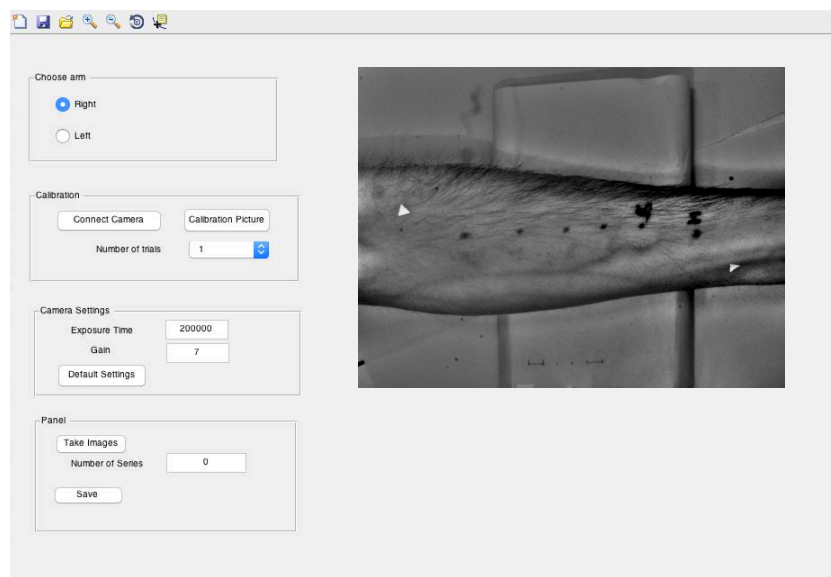 Choose arm
Right
Left
Calibration
Connect Camera
Calibration Picture
Number of trials
1
Camera Settings
Exposure Time
200000
Gain
7
Default Settings
Panel
Take Images
Number of Series
0
Save